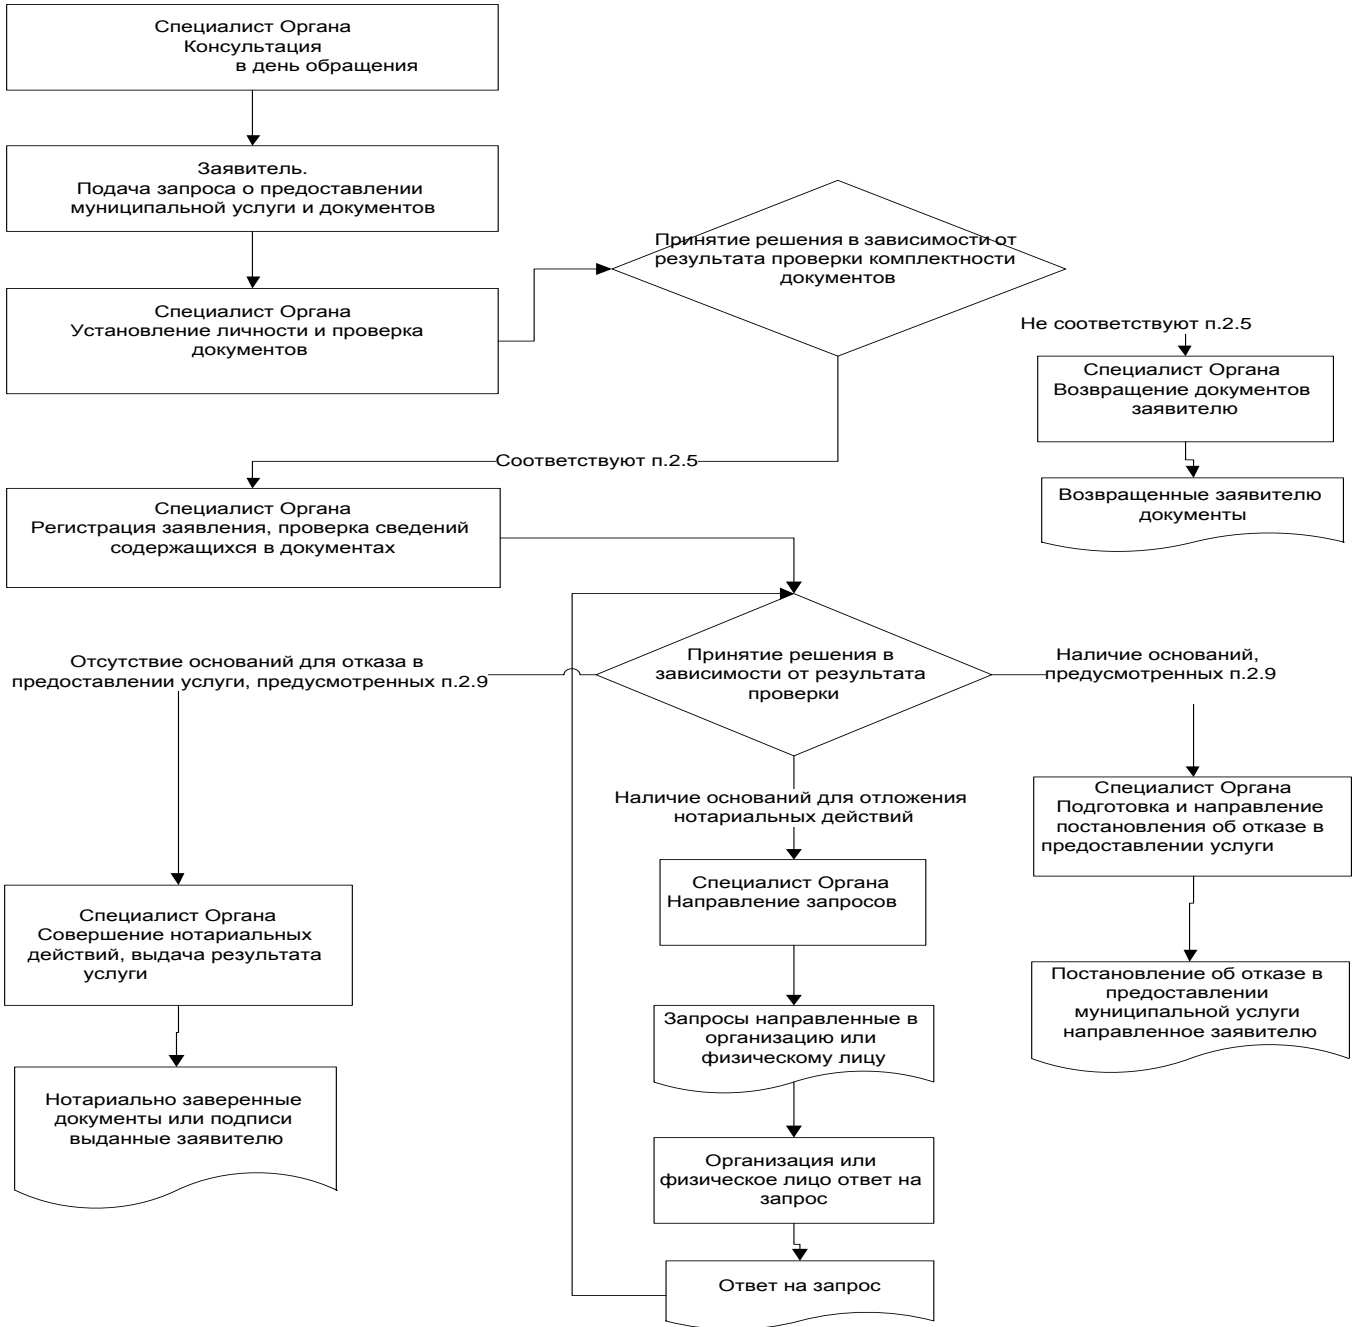 Специалист Органа
Консультация
в день обращения
Заявитель.
Подача запроса о предоставлении
муниципальной услуги и документов
Специалист Органа
Установление личности и проверка
документов
Принятие решения в зависимости от
результата проверки комплектности
документов
Не соответствуют п.2.5
Специалист Органа
Возвращение документов
заявителю
Возвращенные заявителю
документы
Соответствуют п.2.5
Специалист Органа
Регистрация заявления, проверка сведений
содержащихся в документах
Принятие решения в
зависимости от результата
проверки
Отсутствие оснований для отказа в
предоставлении услуги, предусмотренных п.2.9
Наличие оснований,
предусмотренных п.2.9
Наличие оснований для отложения
нотариальных действий
Специалист Органа
Подготовка и направление
постановления об отказе в
предоставлении услуги
Специалист Органа
Направление запросов
Специалист Органа
Совершение нотариальных
действий, выдача результата
услуги
Постановление об отказе в
предоставлении
муниципальной услуги
направленное заявителю
Запросы направленные в
организацию или
физическому лицу
Нотариально заверенные
документы или подписи
выданные заявителю
Организация или
физическое лицо ответ на
запрос
Ответ на запрос